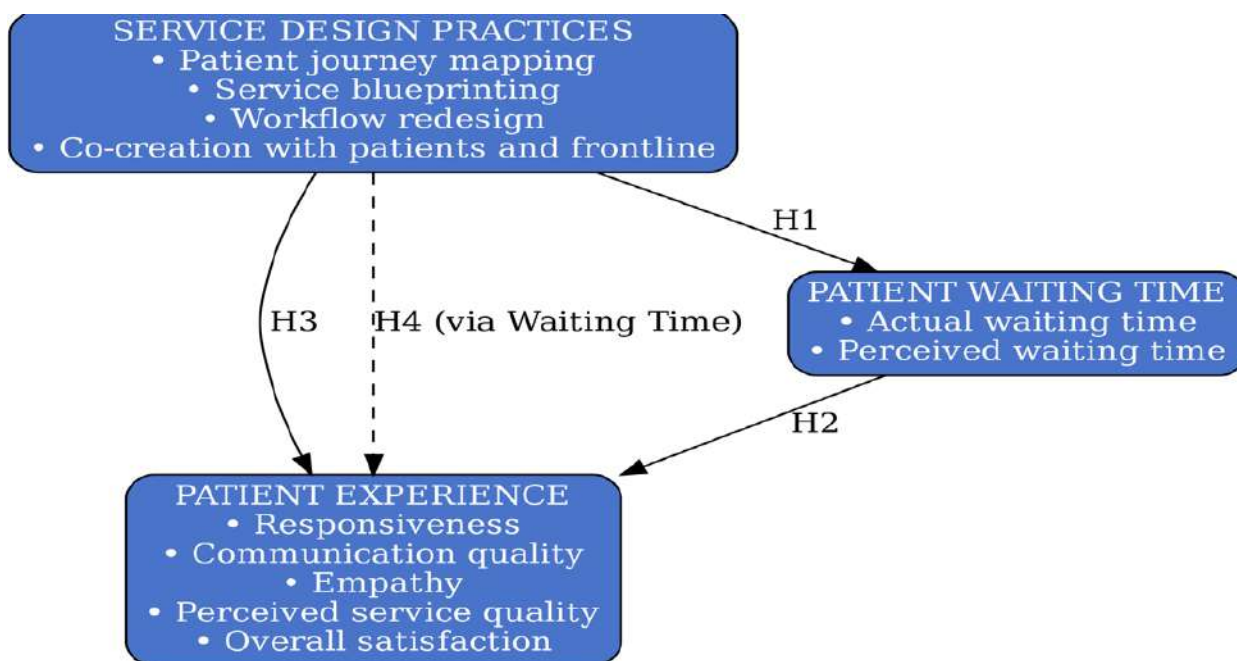 SERVICE DESIGN PRACTICES
• Patient journey mapping
• Service blueprinting
• Workflow redesign
• Co-creation with patients and frontline
H1
PATIENT WAITING TIME
• Actual waiting time
• Perceived waiting time
H3
H4 (via Waiting Time)
H2
PATIENT EXPERIENCE
• Responsiveness
• Communication quality
• Empathy
• Perceived service quality
• Overall satisfaction